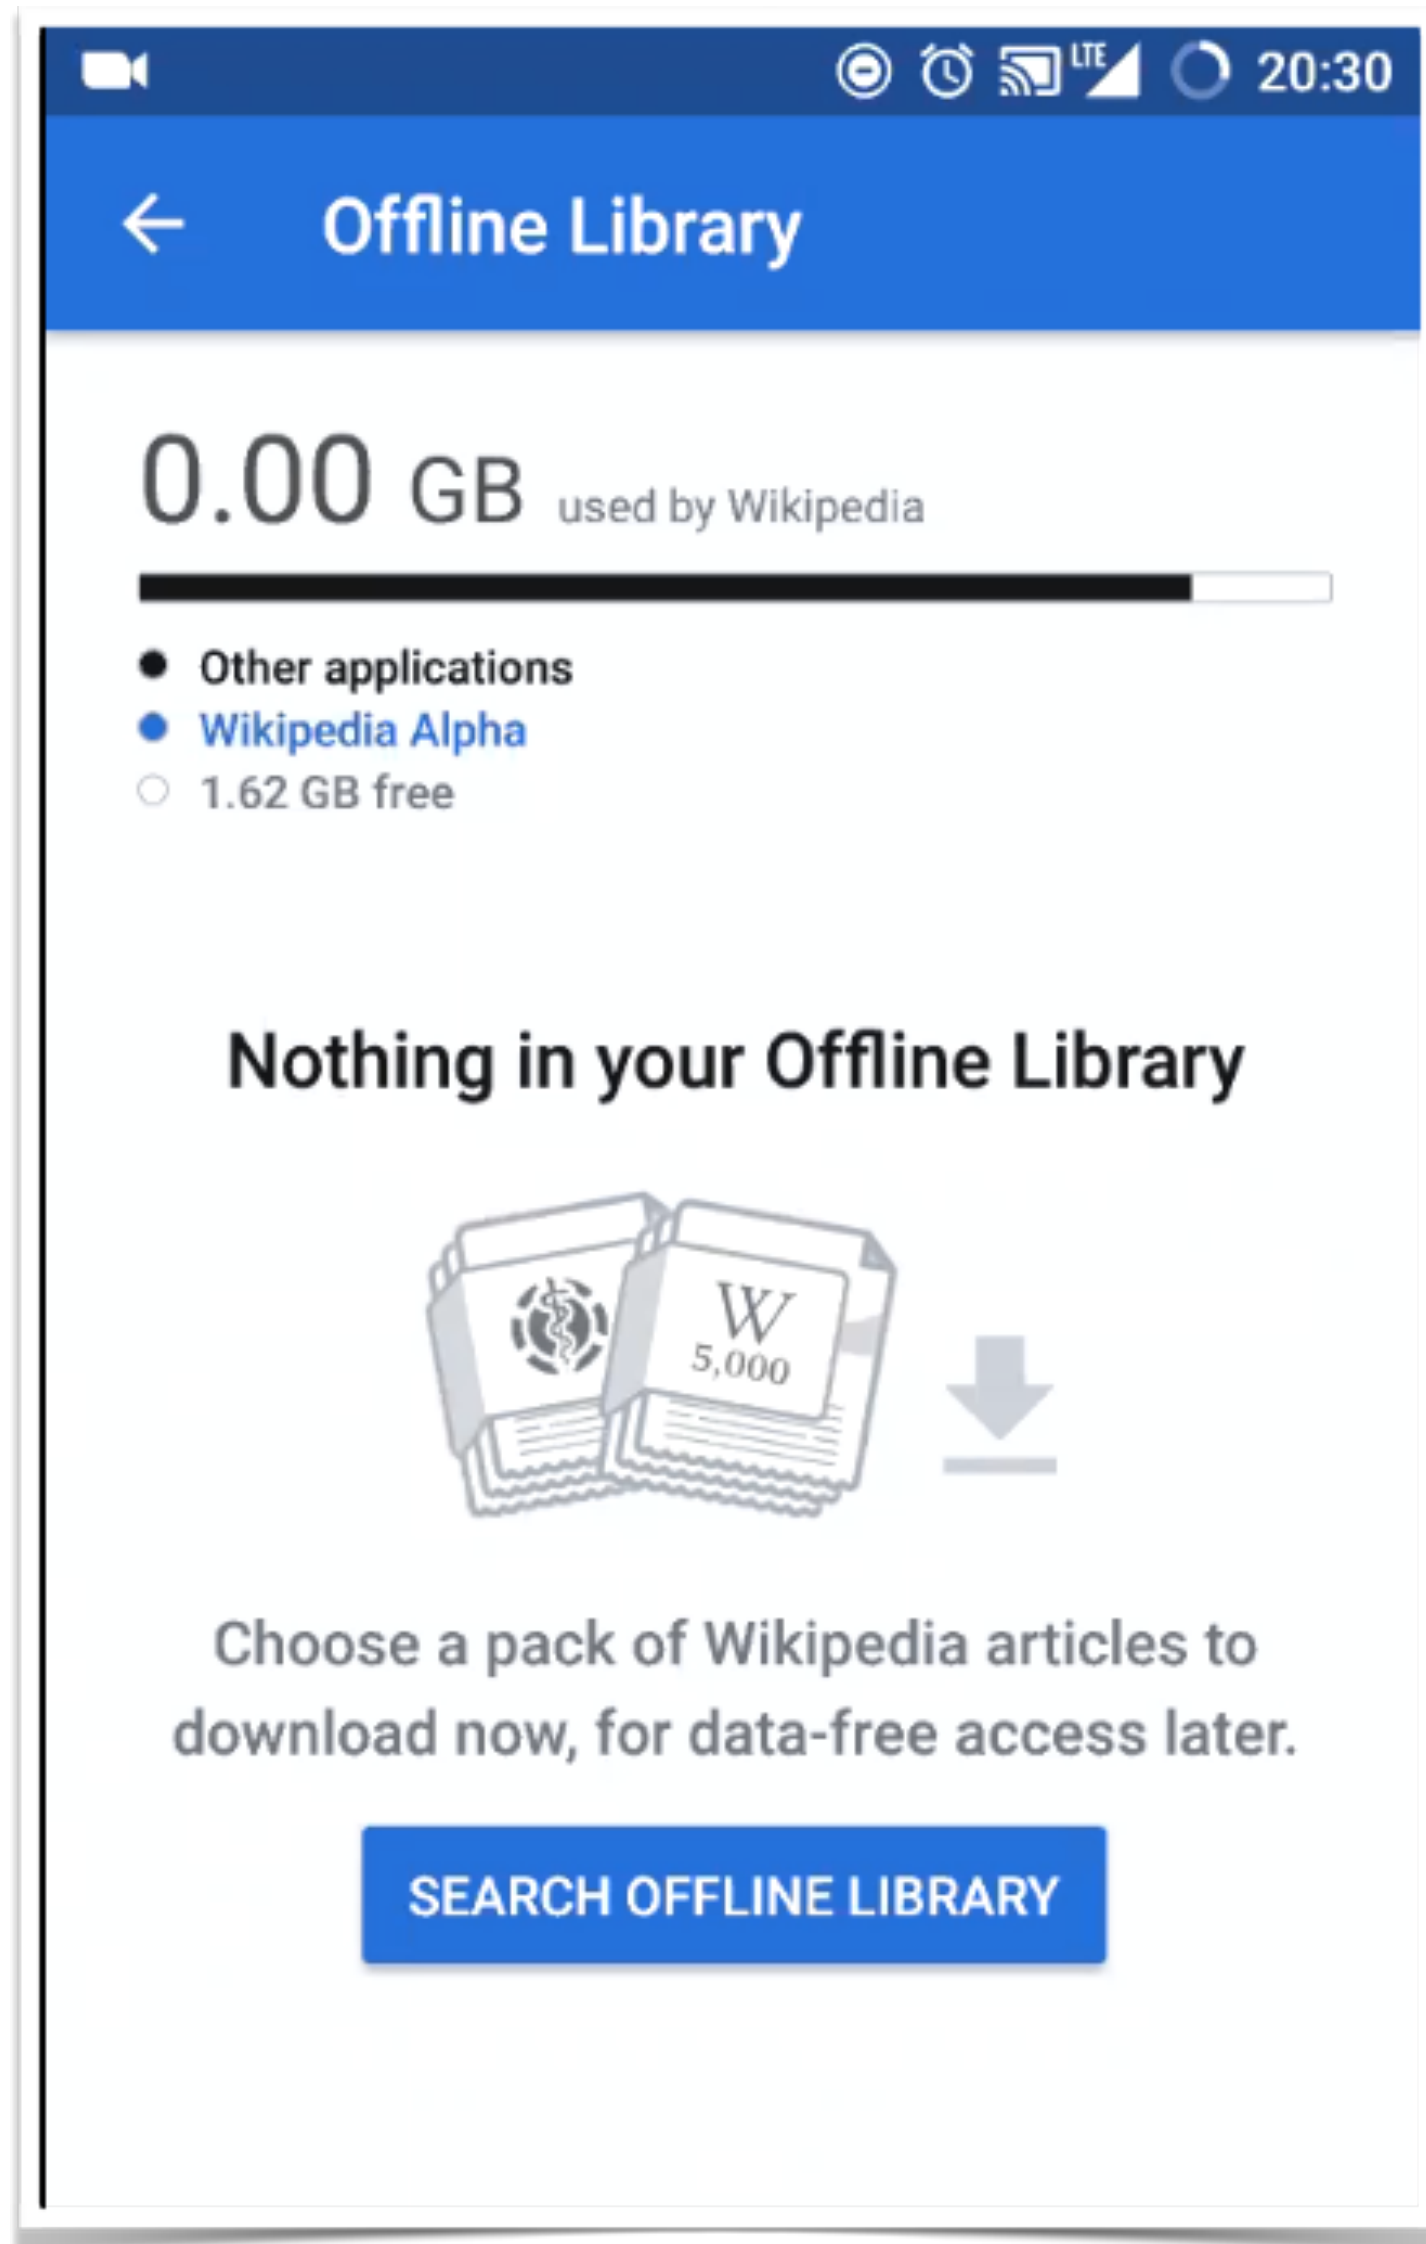 LTE 20:30
Offline Library
0.00 GB used by Wikipedia
Other applications
Wikipedia Alpha
1.62 GB free
Nothing in your Offline Library
W
5,000
Choose a pack of Wikipedia articles to
download now, for data-free access later.
SEARCH OFFLINE LIBRARY